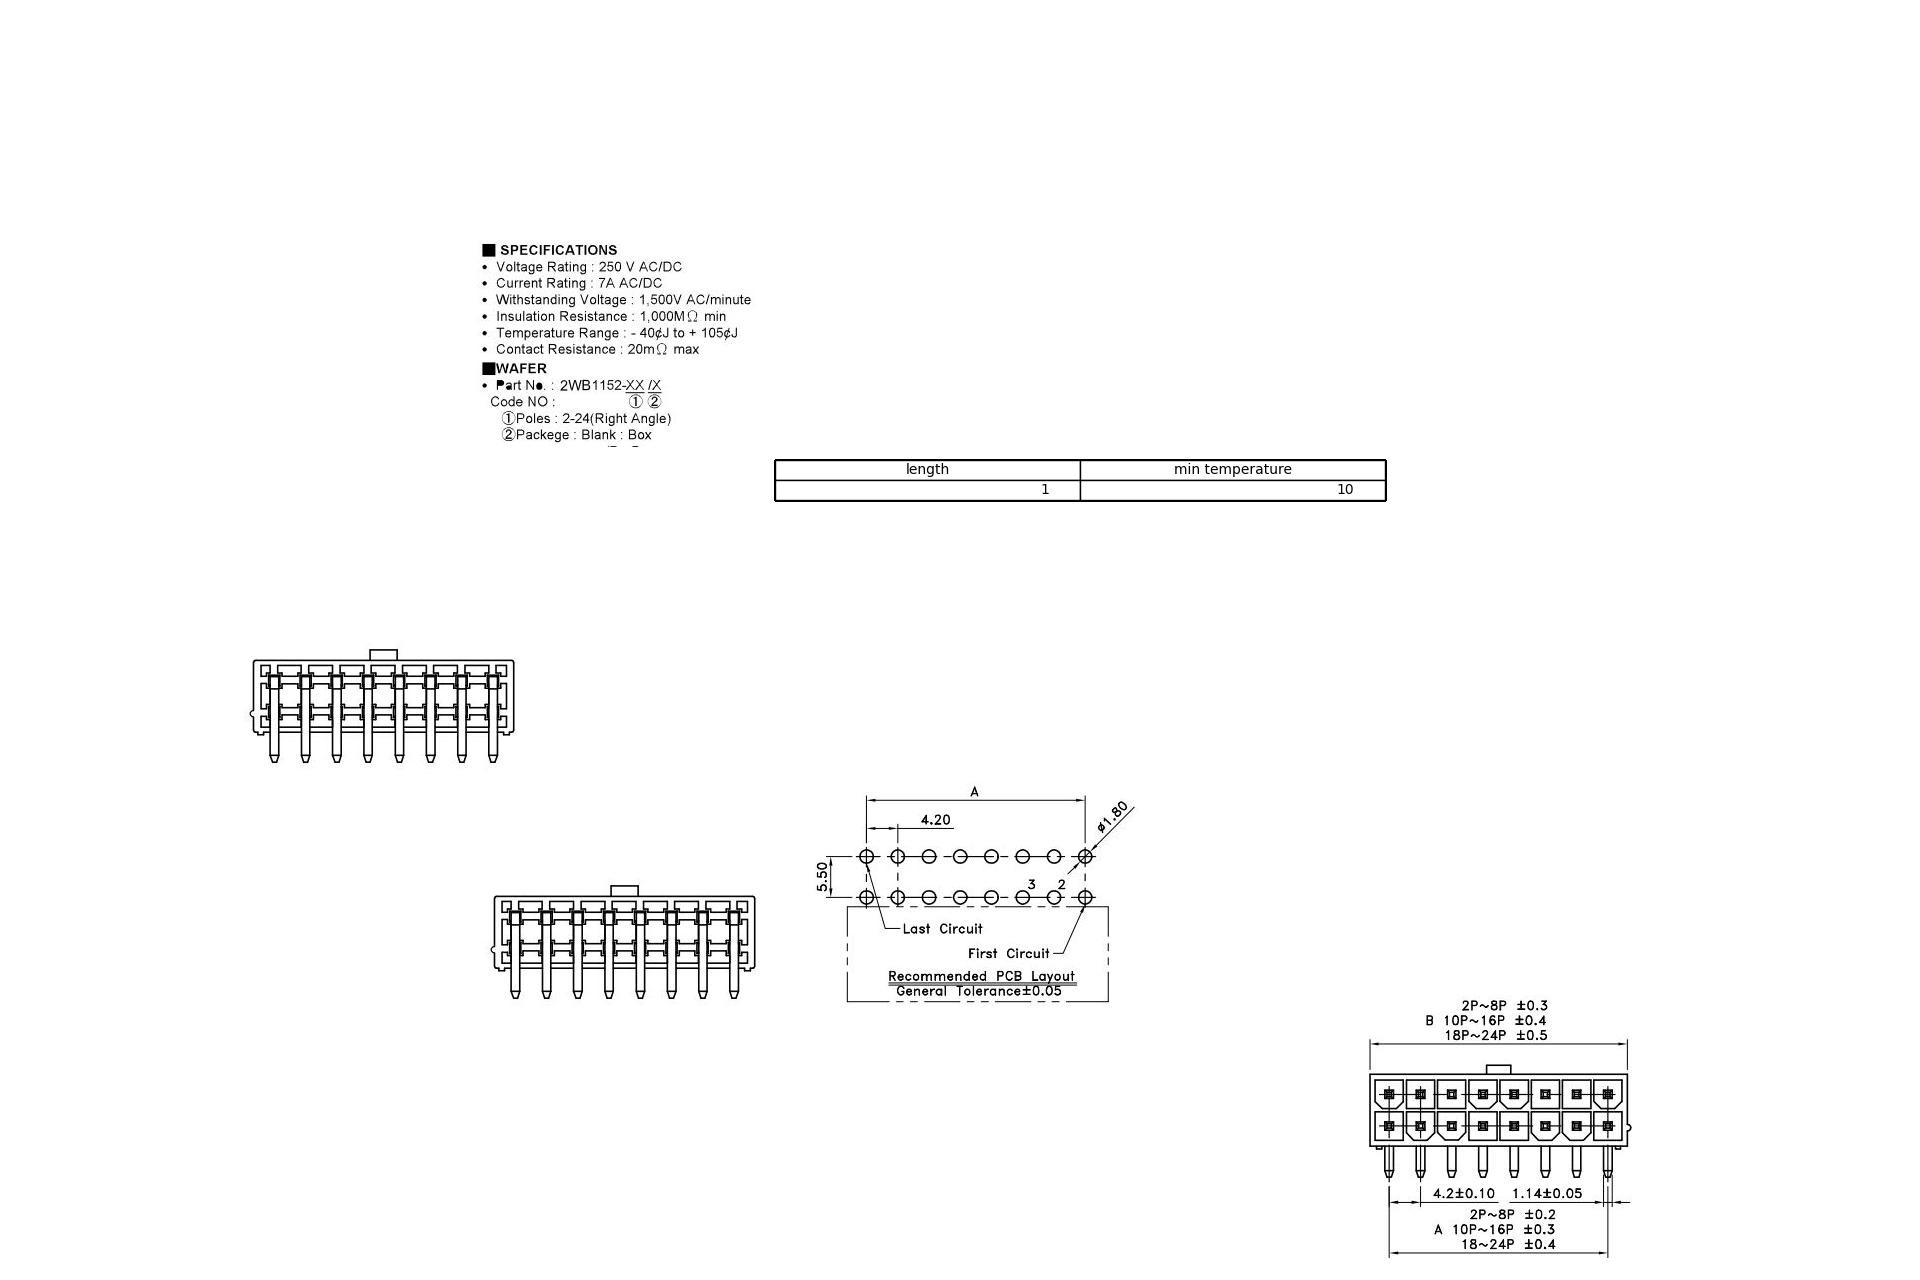 ■ SPECIFICATIONS
• Voltage Rating : 250 V AC/DC
• Current Rating : 7A AC/DC
• Withstanding Voltage : 1,500V AC/minute
• Insulation Resistance : 1,000MΩ min
• Temperature Range : - 40¢J to + 105¢J
• Contact Resistance : 20mΩ max
■WAFER
• Part No. : 2WB1152-XX /X
Code NO : ① ②
①Poles : 2-24(Right Angle)
②Packege : Blank : Box
length min temperature
1 10
A
4.20
ø1.80
5.50
3 2
Last Circuit
First Circuit
Recommended PCB Layout
General Tolerance±0.05
2P~8P ±0.3
B 10P~16P ±0.4
18P~24P ±0.5
4.2±0.10 1.14±0.05
2P~8P ±0.2
A 10P~16P ±0.3
18~24P ±0.4